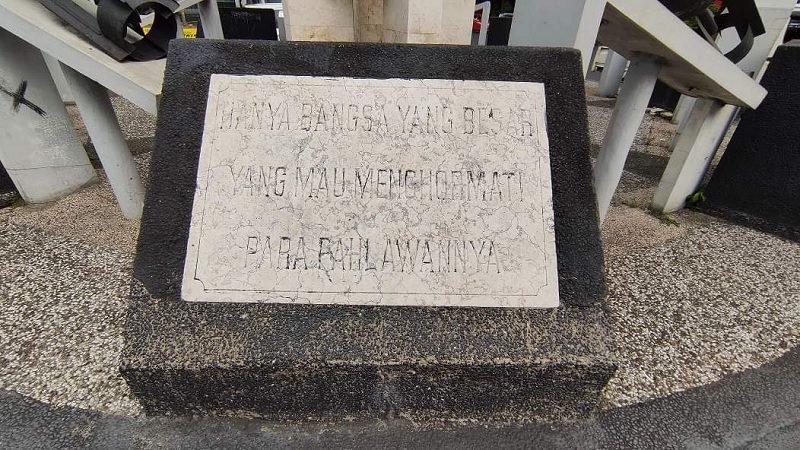 HANYA BANGSA YANG BESAR
YANG MAU MENGHORMATI
PARA PAHLAWANNYA